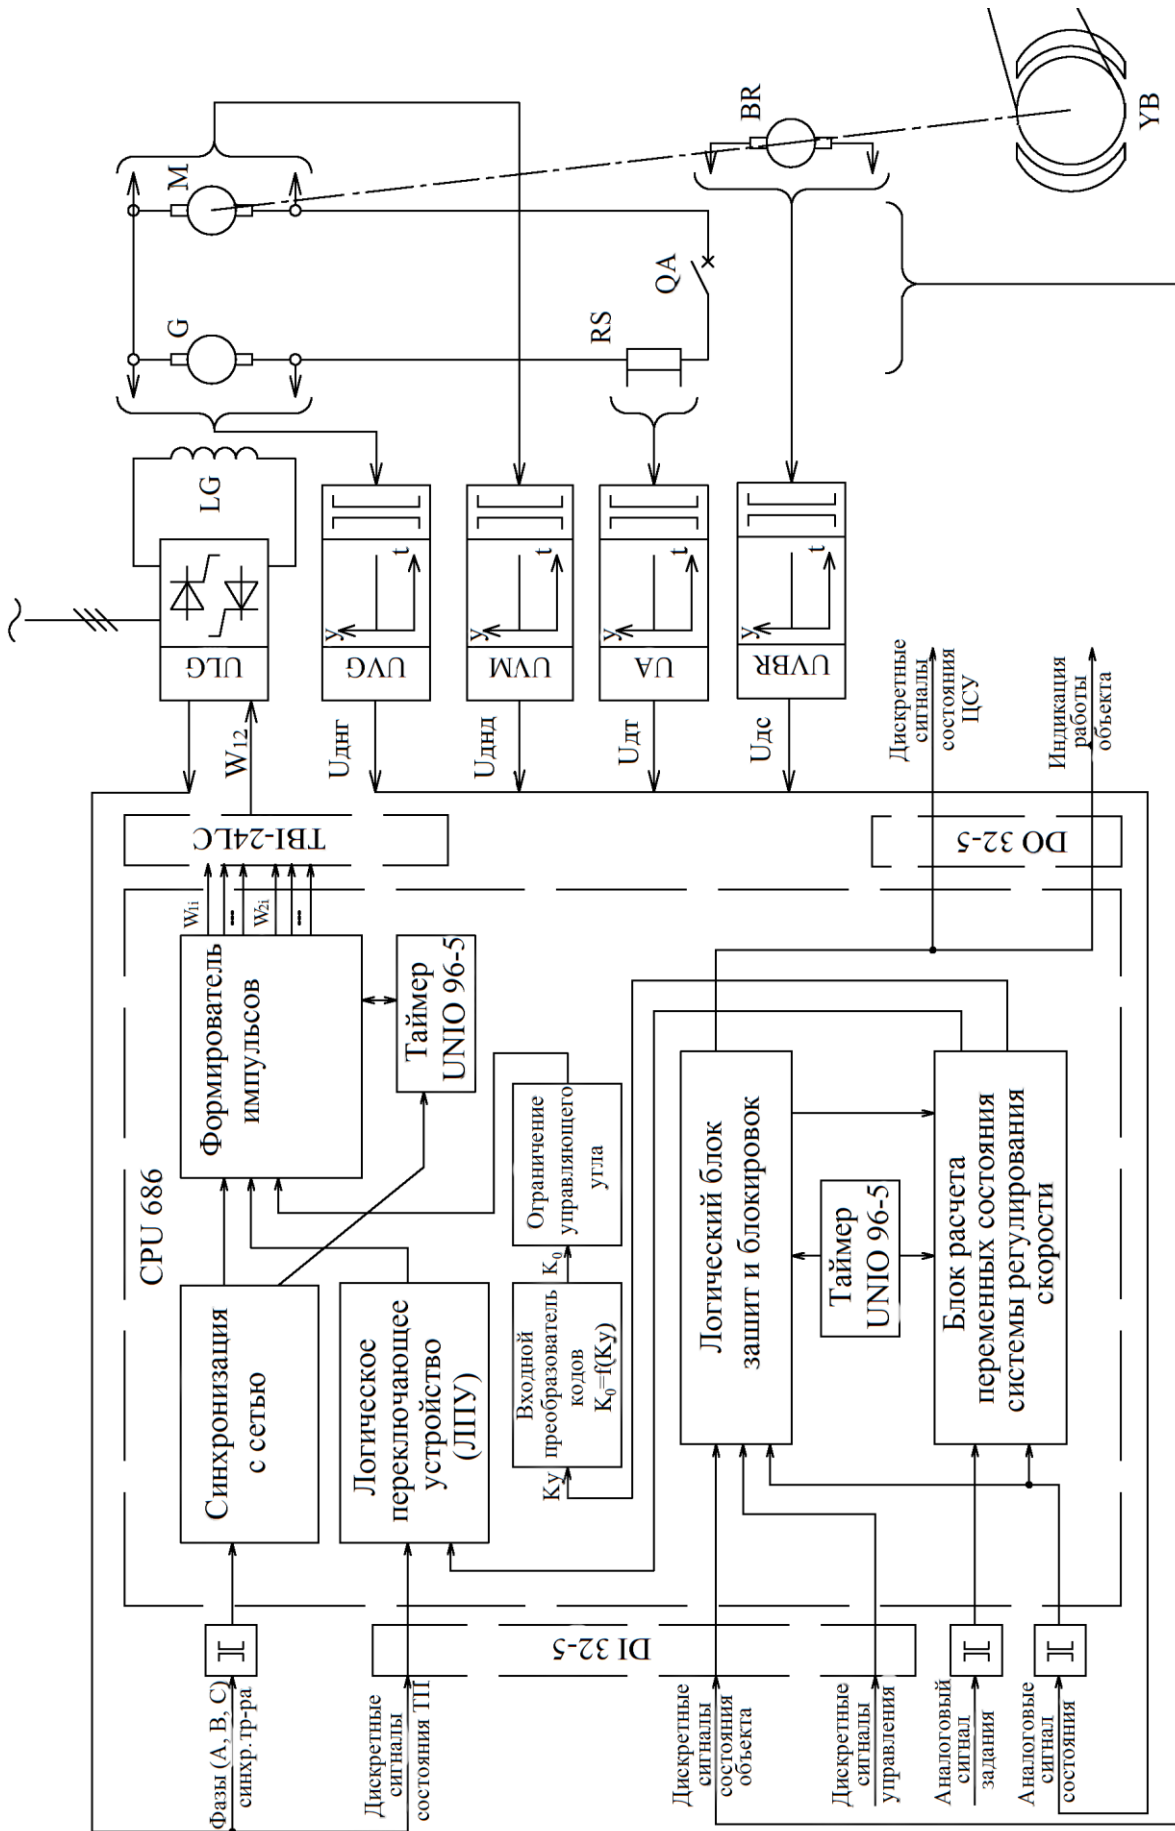 Фазы (A, B, C)
синхр. тр-ра
Дискретные
сигналы
состояния ТП
Дискретные
сигналы
состояния
объекта
Дискретные
сигналы
управления
Аналоговый
сигнал
задания
Аналоговые
сигнал
состояния
DI 32-5
CPU 686
Синхронизация
с сетью
Логическое
переключающее
устройство
(ЛПУ)
Kу
Входной
преобразователь
кодов
K₀=f(Kу)
K₀
Ограничение
управляющего
угла
Формирователь
импульсов
Таймер
UNIO 96-5
Логический блок
зашит и блокировок
Таймер
UNIO 96-5
Блок расчета
переменных состояния
системы регулирования
скорости
W1i
...
W2i
...
TBI-24LC
DO 32-5
W12
Uднг
Uднд
Uдт
Uдс
Дискретные
сигналы
состояния
ЦСУ
Индикация
работы
объекта
ULG
LG
UVG
y
t
UVM
y
t
UA
y
t
UVBR
y
t
G
M
RS
QA
BR
YB